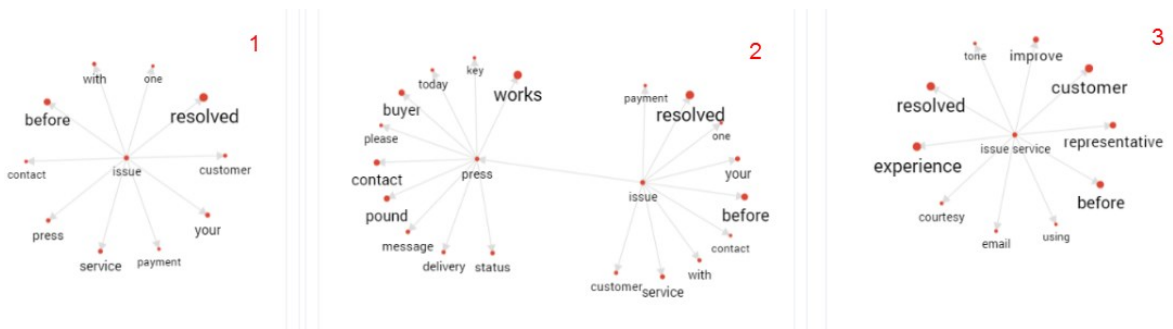 1
with
one
before
resolved
contact
issue
customer
press
your
service
payment
2
key
today
works
buyer
please
contact
press
pound
message
delivery
status
payment
resolved
one
your
issue
before
contact
with
customer
service
3
tone
improve
customer
resolved
representative
issue service
experience
before
courtesy
email
using